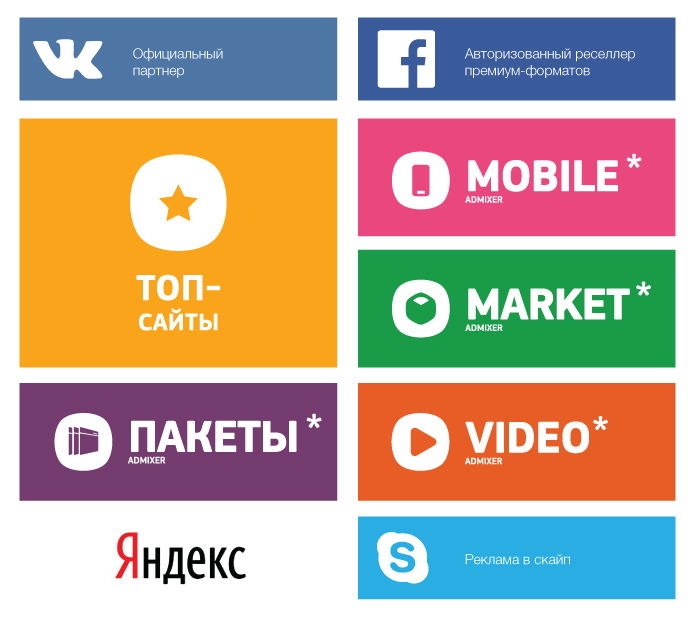 Официальный
партнер
Авторизованный реселлер
премиум-форматов
ТОП-
САЙТЫ
MOBILE*
ADMIXER
MARKET*
ADMIXER
ПАКЕТЫ*
ADMIXER
VIDEO*
ADMIXER
Яндекс
Реклама в скайп